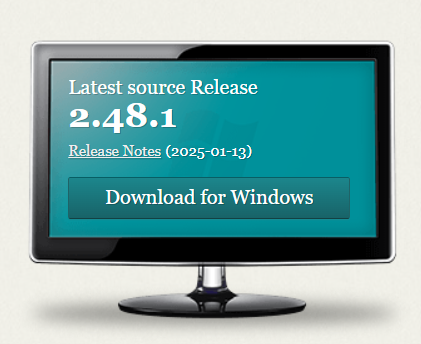 Latest source Release
2.48.1
Release Notes (2025-01-13)
Download for Windows